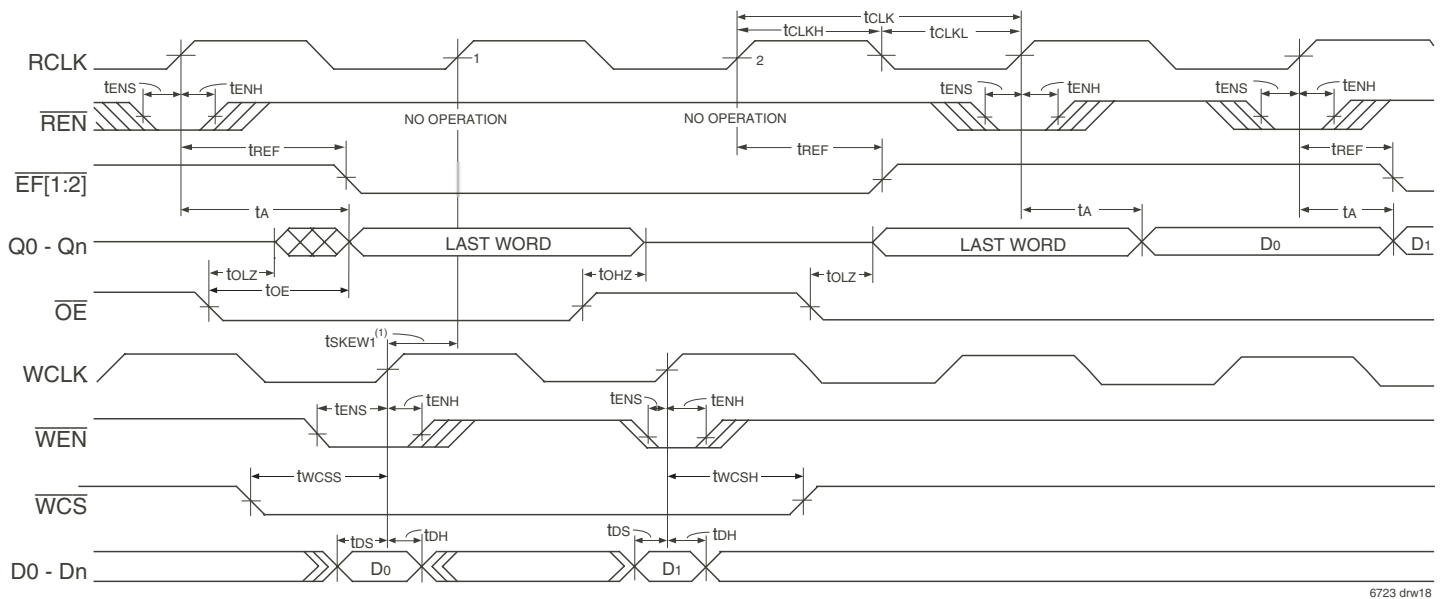 tCLK
tCLKH tCLKL
RCLK 1 2
tENS tENH tENS tENH tENS tENH
REN NO OPERATION NO OPERATION
tREF tREF tREF
EF[1:2]
tA tA tA
Q0 - Qn LAST WORD LAST WORD D0 D1
tOLZ tOHZ tOLZ
tOE
OE
tSKEW1(1)
WCLK
tENS tENH tENS tENH
WEN
tWCSS tWCSH
WCS
tDS tDH tDS tDH
D0 - Dn D0 D1
6723 drw18